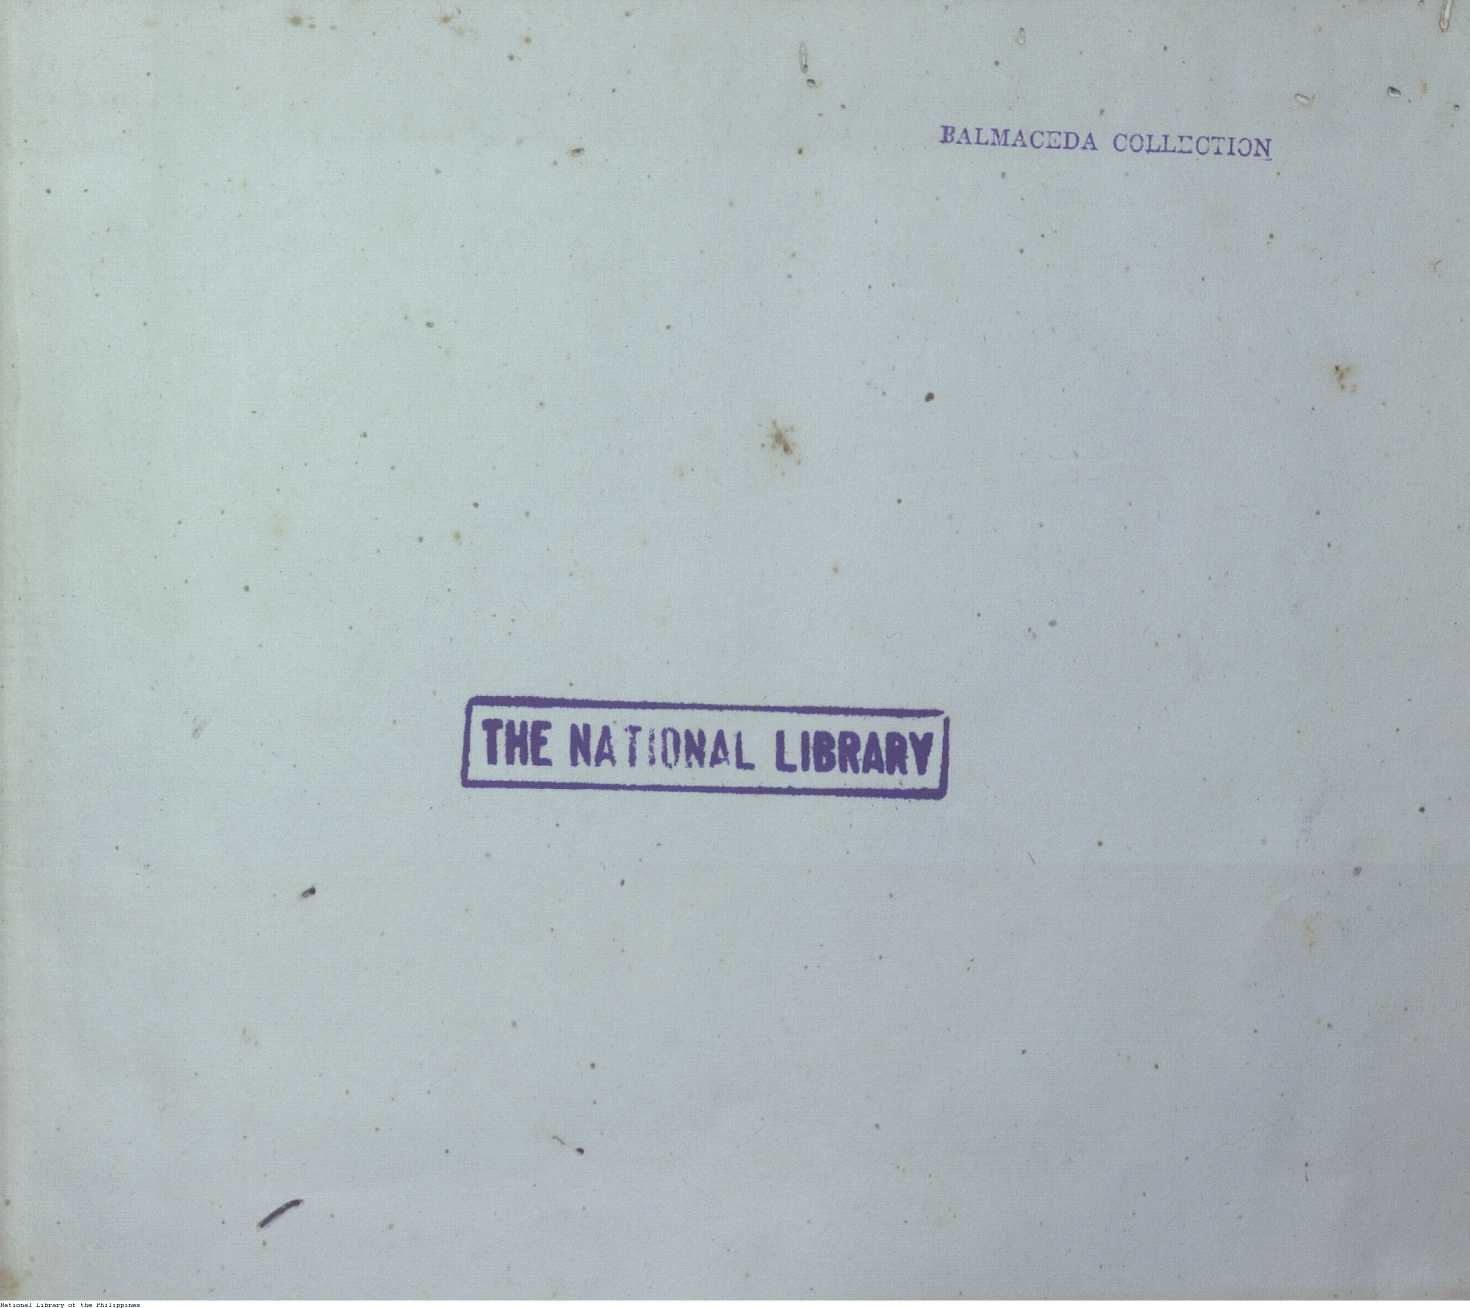 BALMACEDA COLLECTION
THE NATIONAL LIBRARY
National Library of the Philippines